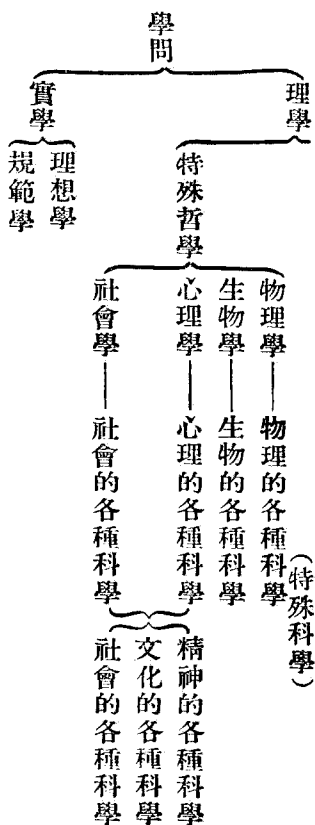 學問
理學
實學
特殊哲學
理想學
規範學
物理學——物理的各種科學
(特殊科學)
生物學——生物的各種科學
心理學——心理的各種科學
社會學——社會的各種科學
精神的各種科學
文化的各種科學
社會的各種科學